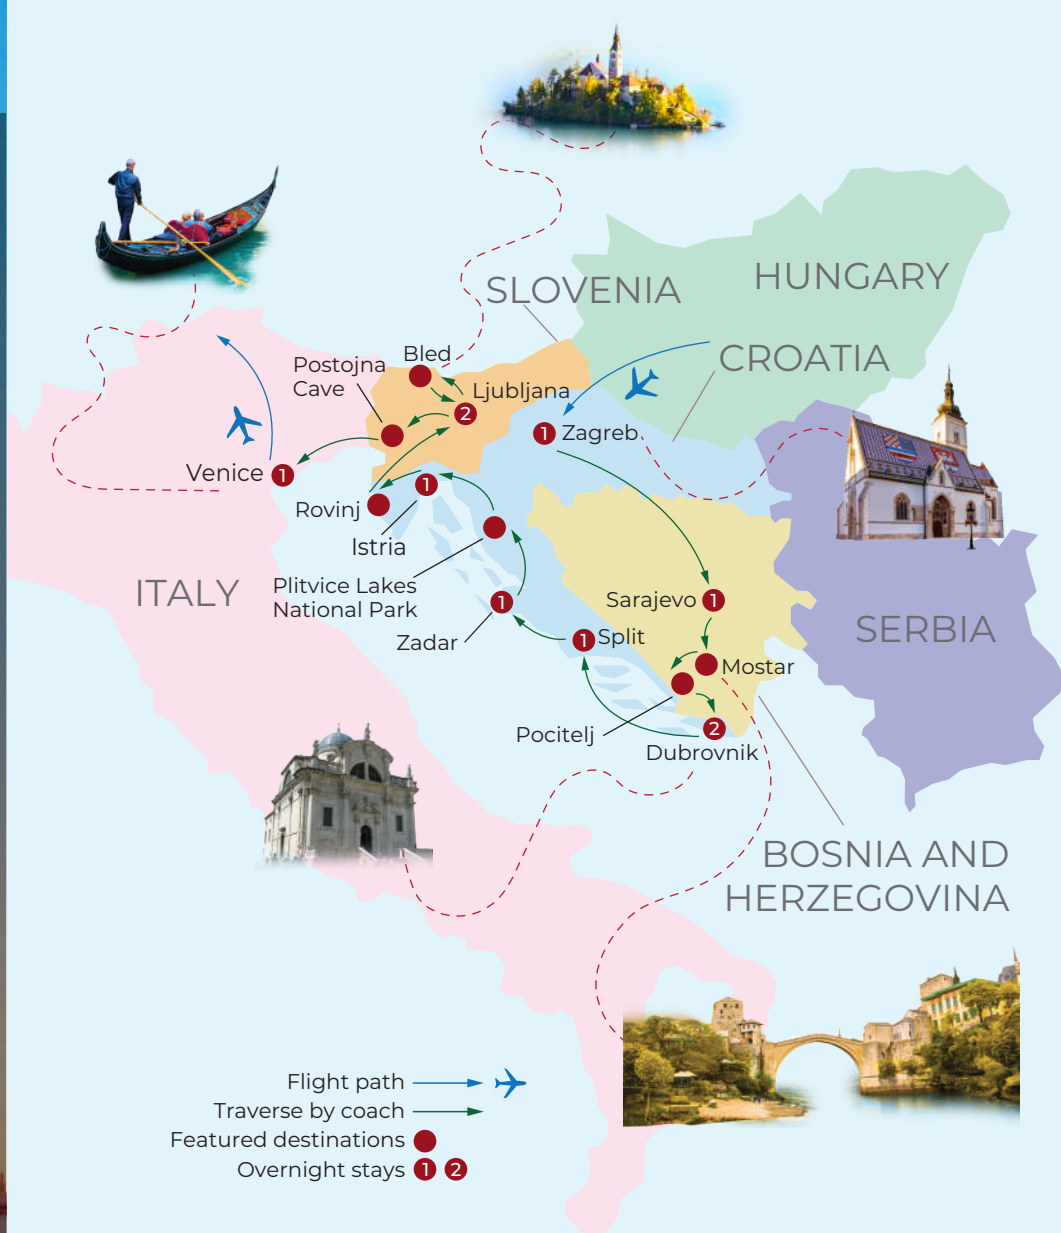 SLOVENIA
HUNGARY
CROATIA
Bled
Postojna
Cave
Ljubljana
2
1
Zagreb
Venice
1
Rovinj
1
Istria
Plitvice Lakes
National Park
ITALY
Sarajevo
1
1
Zadar
1
Split
SERBIA
Mostar
Pocitelj
2
Dubrovnik
BOSNIA AND
HERZEGOVINA
Flight path
Traverse by coach
Featured destinations
Overnight stays 1 2